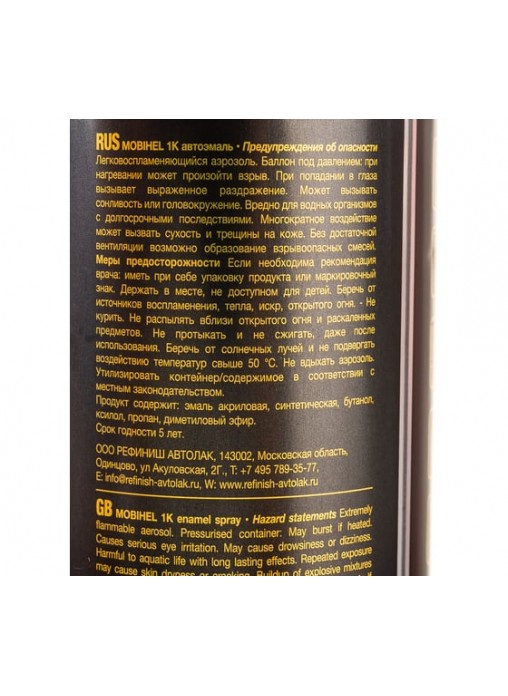 RUS MOBIHEL 1K автоэмаль • Предупреждения об опасности
Легковоспламеняющийся аэрозоль. Баллон под давлением: при
нагревании может произойти взрыв. При попадании в глаза
вызывает выраженное раздражение. Может вызывать
сонливость или головокружение. Вредно для водных организмов
с долгосрочными последствиями. Многократное воздействие
может вызвать сухость и трещины на коже. Без достаточной
вентиляции возможно образование взрывоопасных смесей.
Меры предосторожности Если необходима рекомендация
врача: иметь при себе упаковку продукта или маркировочный
знак. Держать в месте, не доступном для детей. Беречь от
источников воспламенения, тепла, искр, открытого огня. - Не
курить. Не распылять вблизи открытого огня и раскаленных
предметов. Не протыкать и не сжигать, даже после
использования. Беречь от солнечных лучей и не подвергать
воздействию температур свыше 50 °C. Не вдыхать аэрозоль.
Утилизировать контейнер/содержимое в соответствии с
местным законодательством.
Продукт содержит: эмаль акриловая, синтетическая, бутанол,
ксилол, пропан, диметиловый эфир.
Срок годности 5 лет.
ООО РЕФИНИШ АВТОЛАК, 143002, Московская область,
Одинцово, ул Акуловская, 2Г., Т: +7 495 789-35-77,
E: info@refinish-avtolak.ru, W: www.refinish-avtolak.ru
GB MOBIHEL 1K enamel spray • Hazard statements Extremely
flammable aerosol. Pressurised container: May burst if heated.
Causes serious eye irritation. May cause drowsiness or dizziness.
Harmful to aquatic life with long lasting effects. Repeated exposure
may cause skin dryness or cracking. Buildup of explosive mixtures